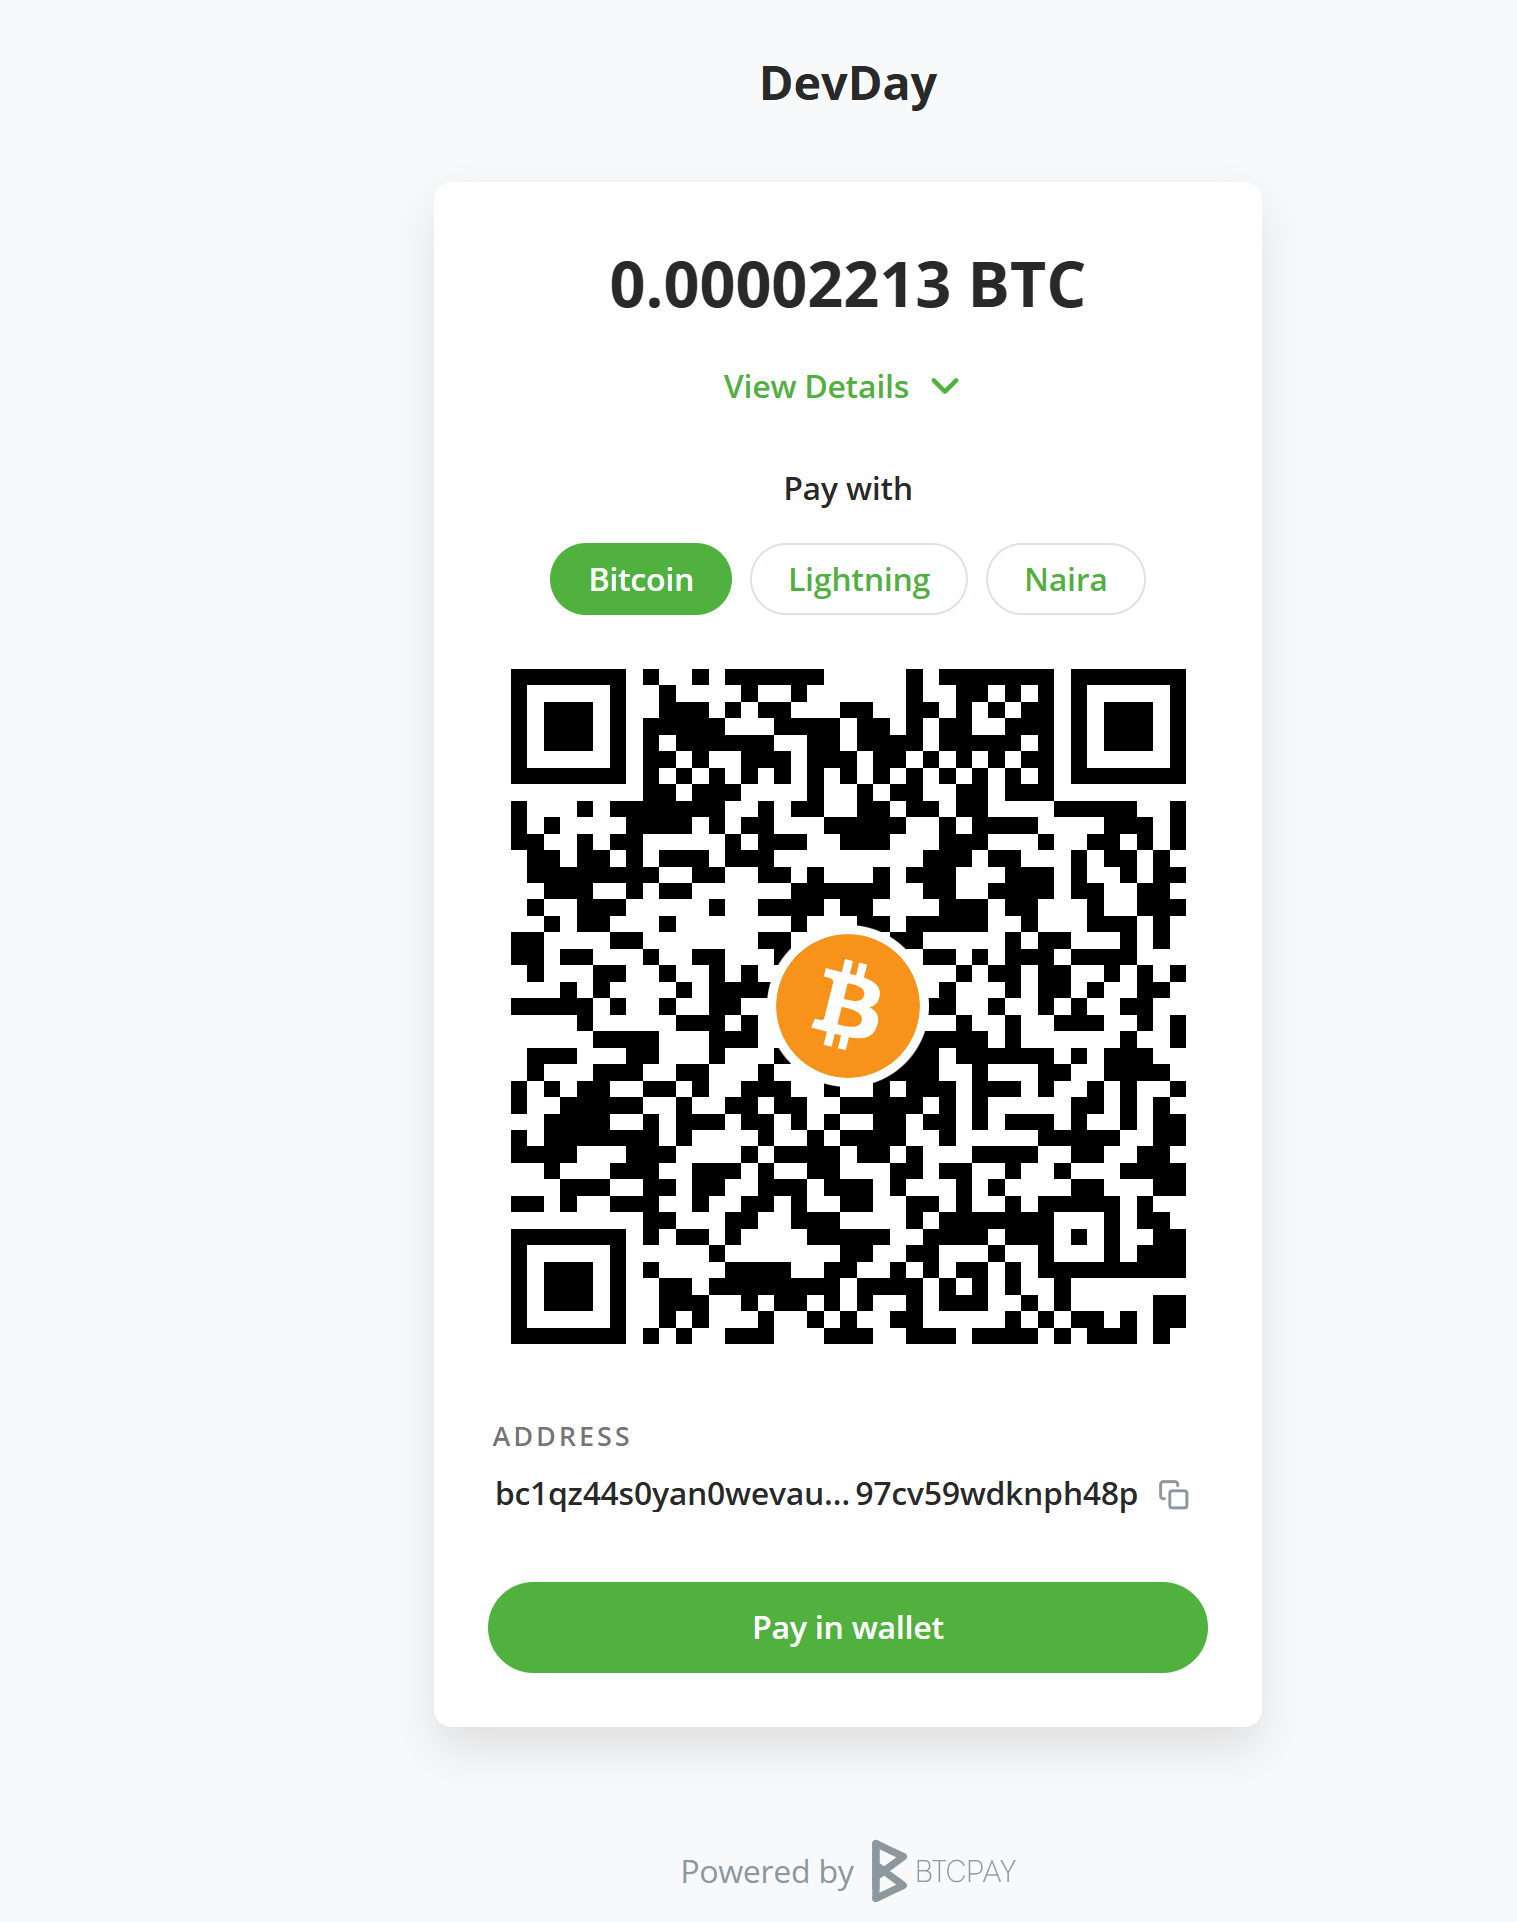 DevDay
0.00002213 BTC
View Details
Pay with
Bitcoin
Lightning
Naira
ADDRESS
bc1qz44s0yan0wevau... 97cv59wdknph48p
Pay in wallet
Powered by BTCPAY